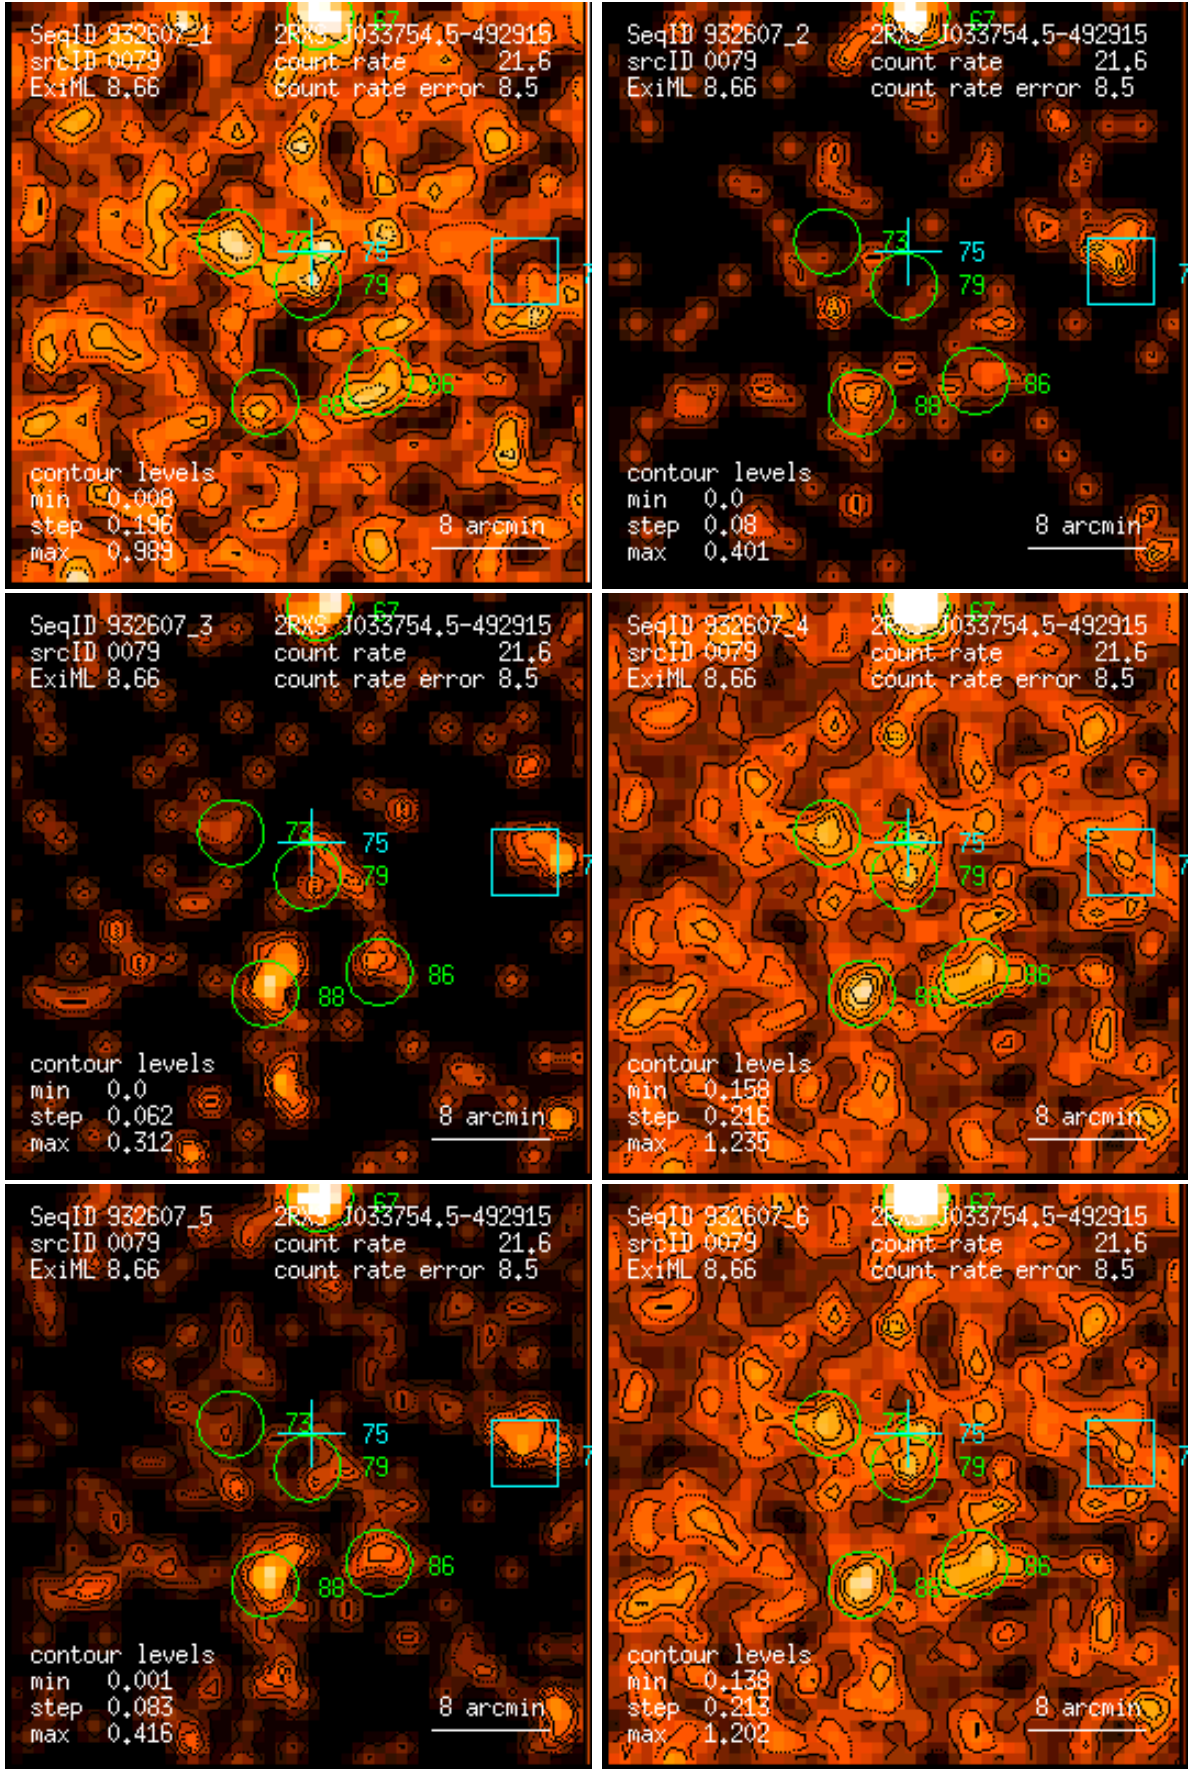 67
SeqID 932607_1 2RXS J033754.5-492915
srcID 0079 count rate 21.6
ExiML 8.66 count rate error 8.5
73
75
79
86
88
contour levels
min 0.008
step 0.196
max 0.989
8 arcmin
67
SeqID 932607_2 2RXS J033754.5-492915
srcID 0079 count rate 21.6
ExiML 8.66 count rate error 8.5
73
75
79
86
88
contour levels
min 0.0
step 0.08
max 0.401
8 arcmin
67
SeqID 932607_3 2RXS J033754.5-492915
srcID 0079 count rate 21.6
ExiML 8.66 count rate error 8.5
73
75
79
86
88
contour levels
min 0.0
step 0.062
max 0.312
8 arcmin
67
SeqID 932607_4 2RXS J033754.5-492915
srcID 0079 count rate 21.6
ExiML 8.66 count rate error 8.5
73
75
79
86
88
contour levels
min 0.158
step 0.216
max 1.235
8 arcmin
67
SeqID 932607_5 2RXS J033754.5-492915
srcID 0079 count rate 21.6
ExiML 8.66 count rate error 8.5
73
75
79
86
88
contour levels
min 0.001
step 0.083
max 0.416
8 arcmin
67
SeqID 932607_6 2RXS J033754.5-492915
srcID 0079 count rate 21.6
ExiML 8.66 count rate error 8.5
73
75
79
86
88
contour levels
min 0.138
step 0.213
max 1.202
8 arcmin